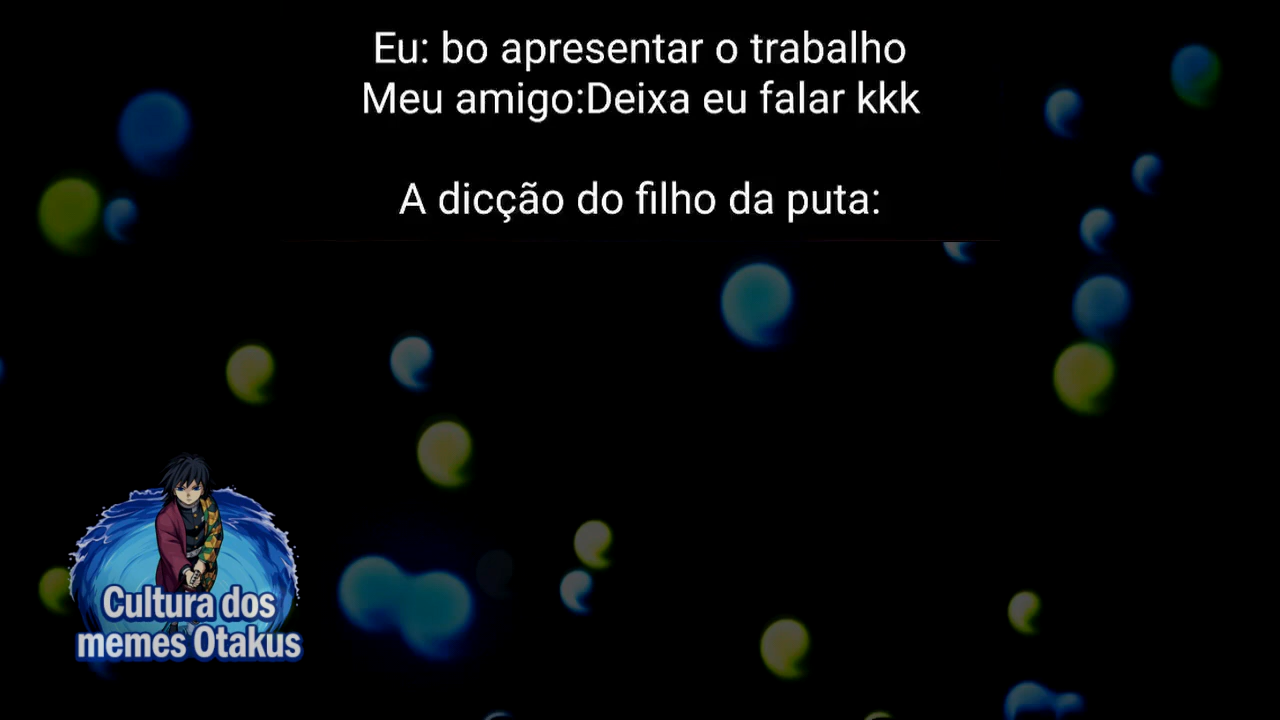 Eu: bo apresentar o trabalho
Meu amigo:Deixa eu falar kkk
A dicção do filho da puta:
Cultura dos
memes Otakus